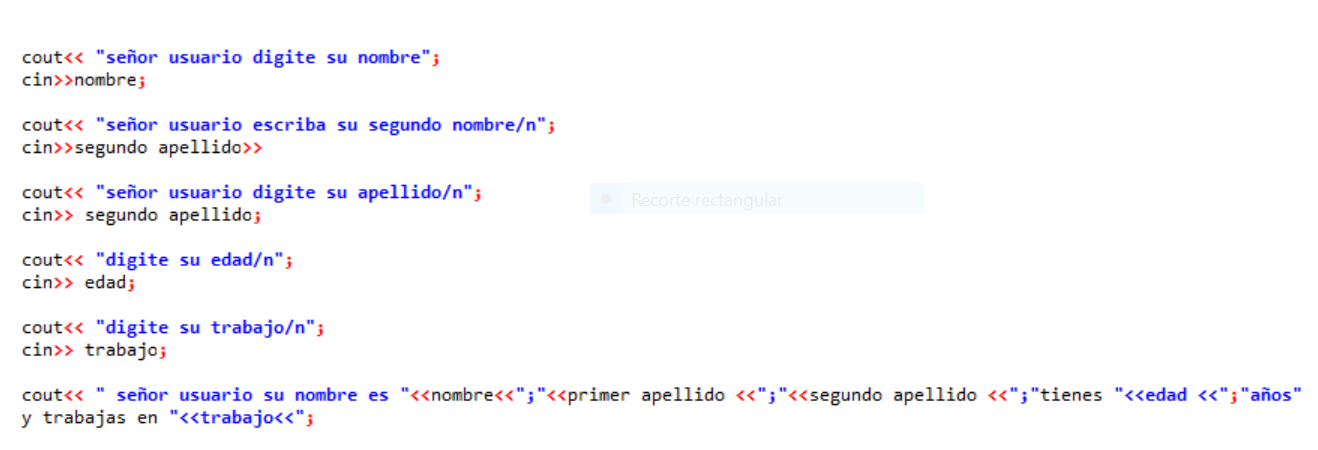 cout<< "señor usuario digite su nombre";
cin>>nombre;
cout<< "señor usuario escriba su segundo nombre/n";
cin>>segundo apellido>>
cout<< "señor usuario digite su apellido/n";
Recorte rectangular
cin>> segundo apellido;
cout<< "digite su edad/n";
cin>> edad;
cout<< "digite su trabajo/n";
cin>> trabajo;
cout<< " señor usuario su nombre es "<<nombre<<";"<<primer apellido <<";"<<segundo apellido <<";"tienes "<<edad <<";"años"
y trabajas en "<<trabajo<<";